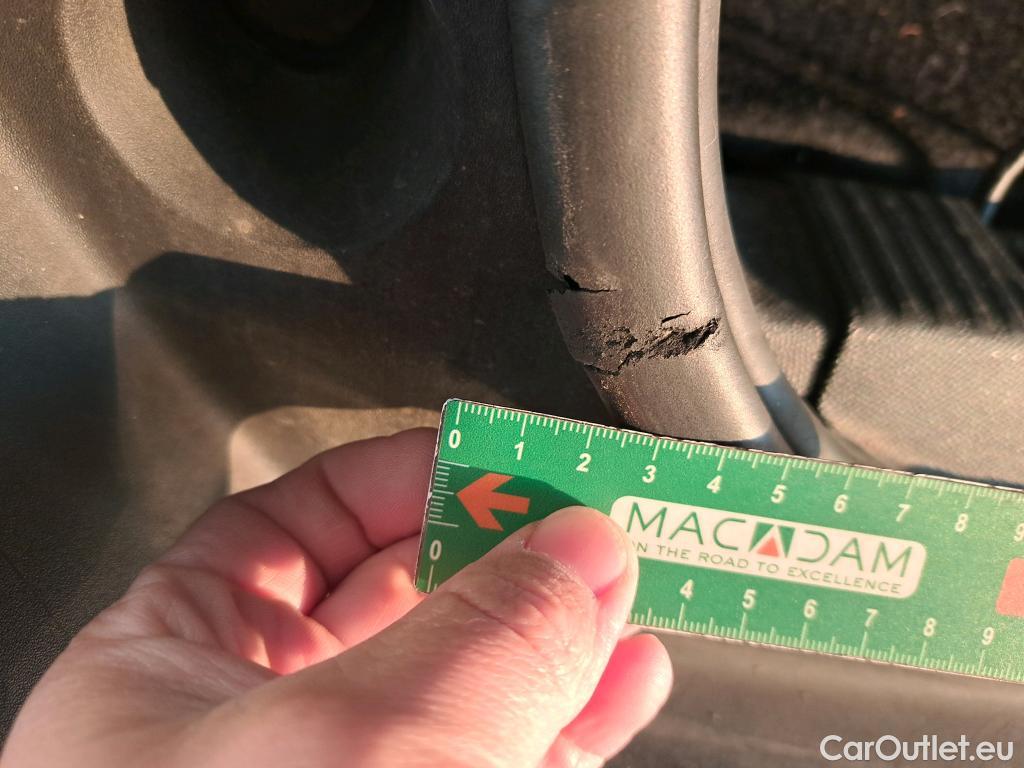 0 1 2 3 4 5 6 7 8 9
MACADAM
ON THE ROAD TO EXCELLENCE
0 4 5 6 7 8 9
CarOutlet.eu